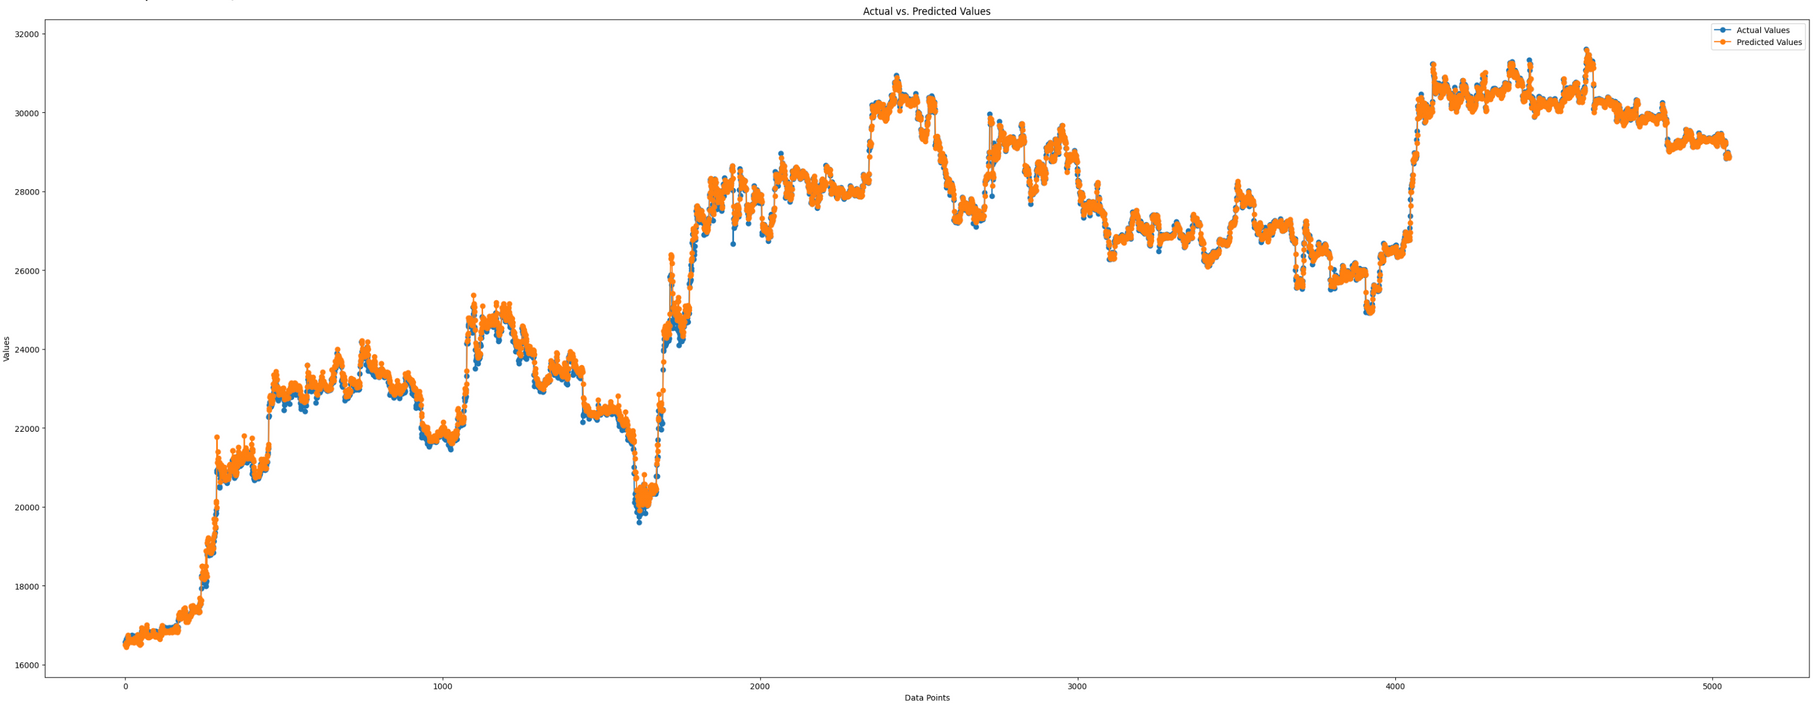 Actual vs. Predicted Values
Actual Values
Predicted Values
32000
30000
28000
26000
24000
22000
20000
18000
16000
Values
0 1000 2000 3000 4000 5000
Data Points